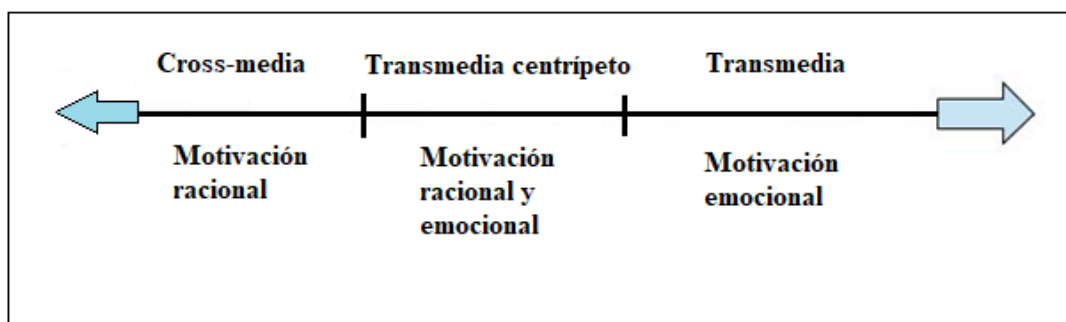 Cross-media
Transmedia centrípeto
Transmedia
Motivación
racional
Motivación
racional y
emocional
Motivación
emocional